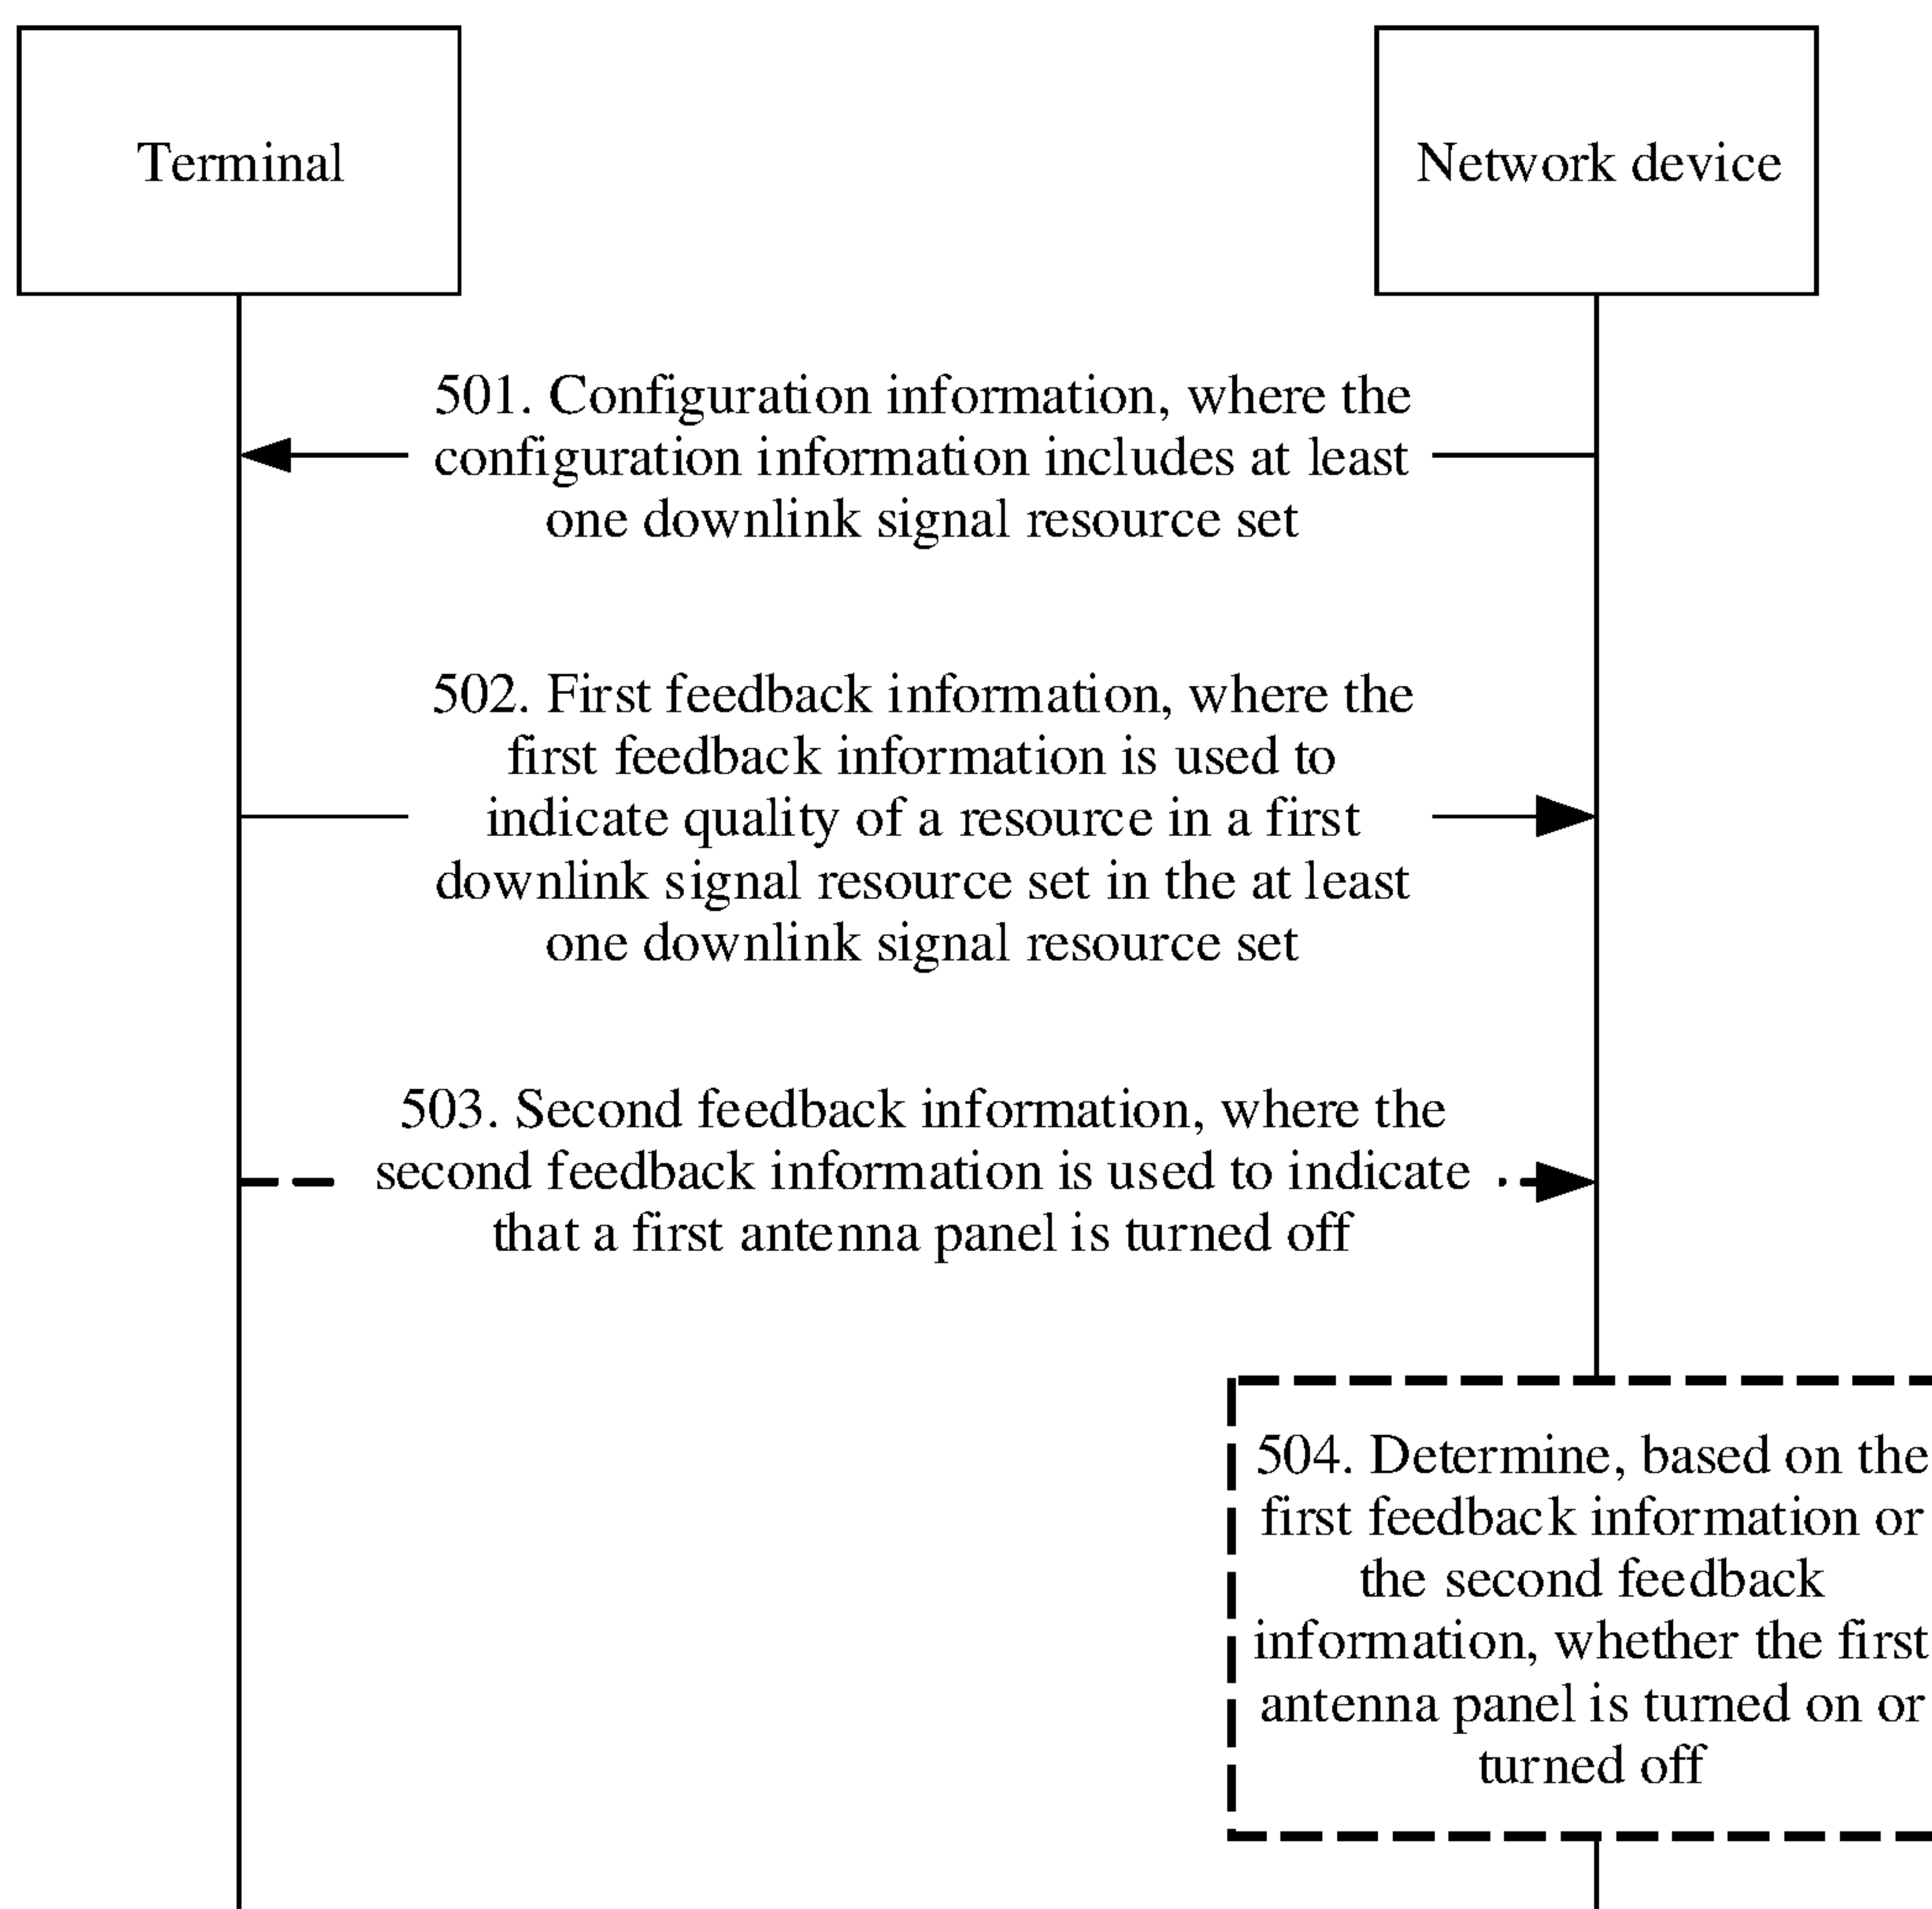 Terminal
Network device
501. Configuration information, where the
configuration information includes at least
one downlink signal resource set
502. First feedback information, where the
first feedback information is used to
indicate quality of a resource in a first
downlink signal resource set in the at least
one downlink signal resource set
503. Second feedback information, where the
second feedback information is used to indicate
that a first antenna panel is turned off
504. Determine, based on the
first feedback information or
the second feedback
information, whether the first
antenna panel is turned on or
turned off